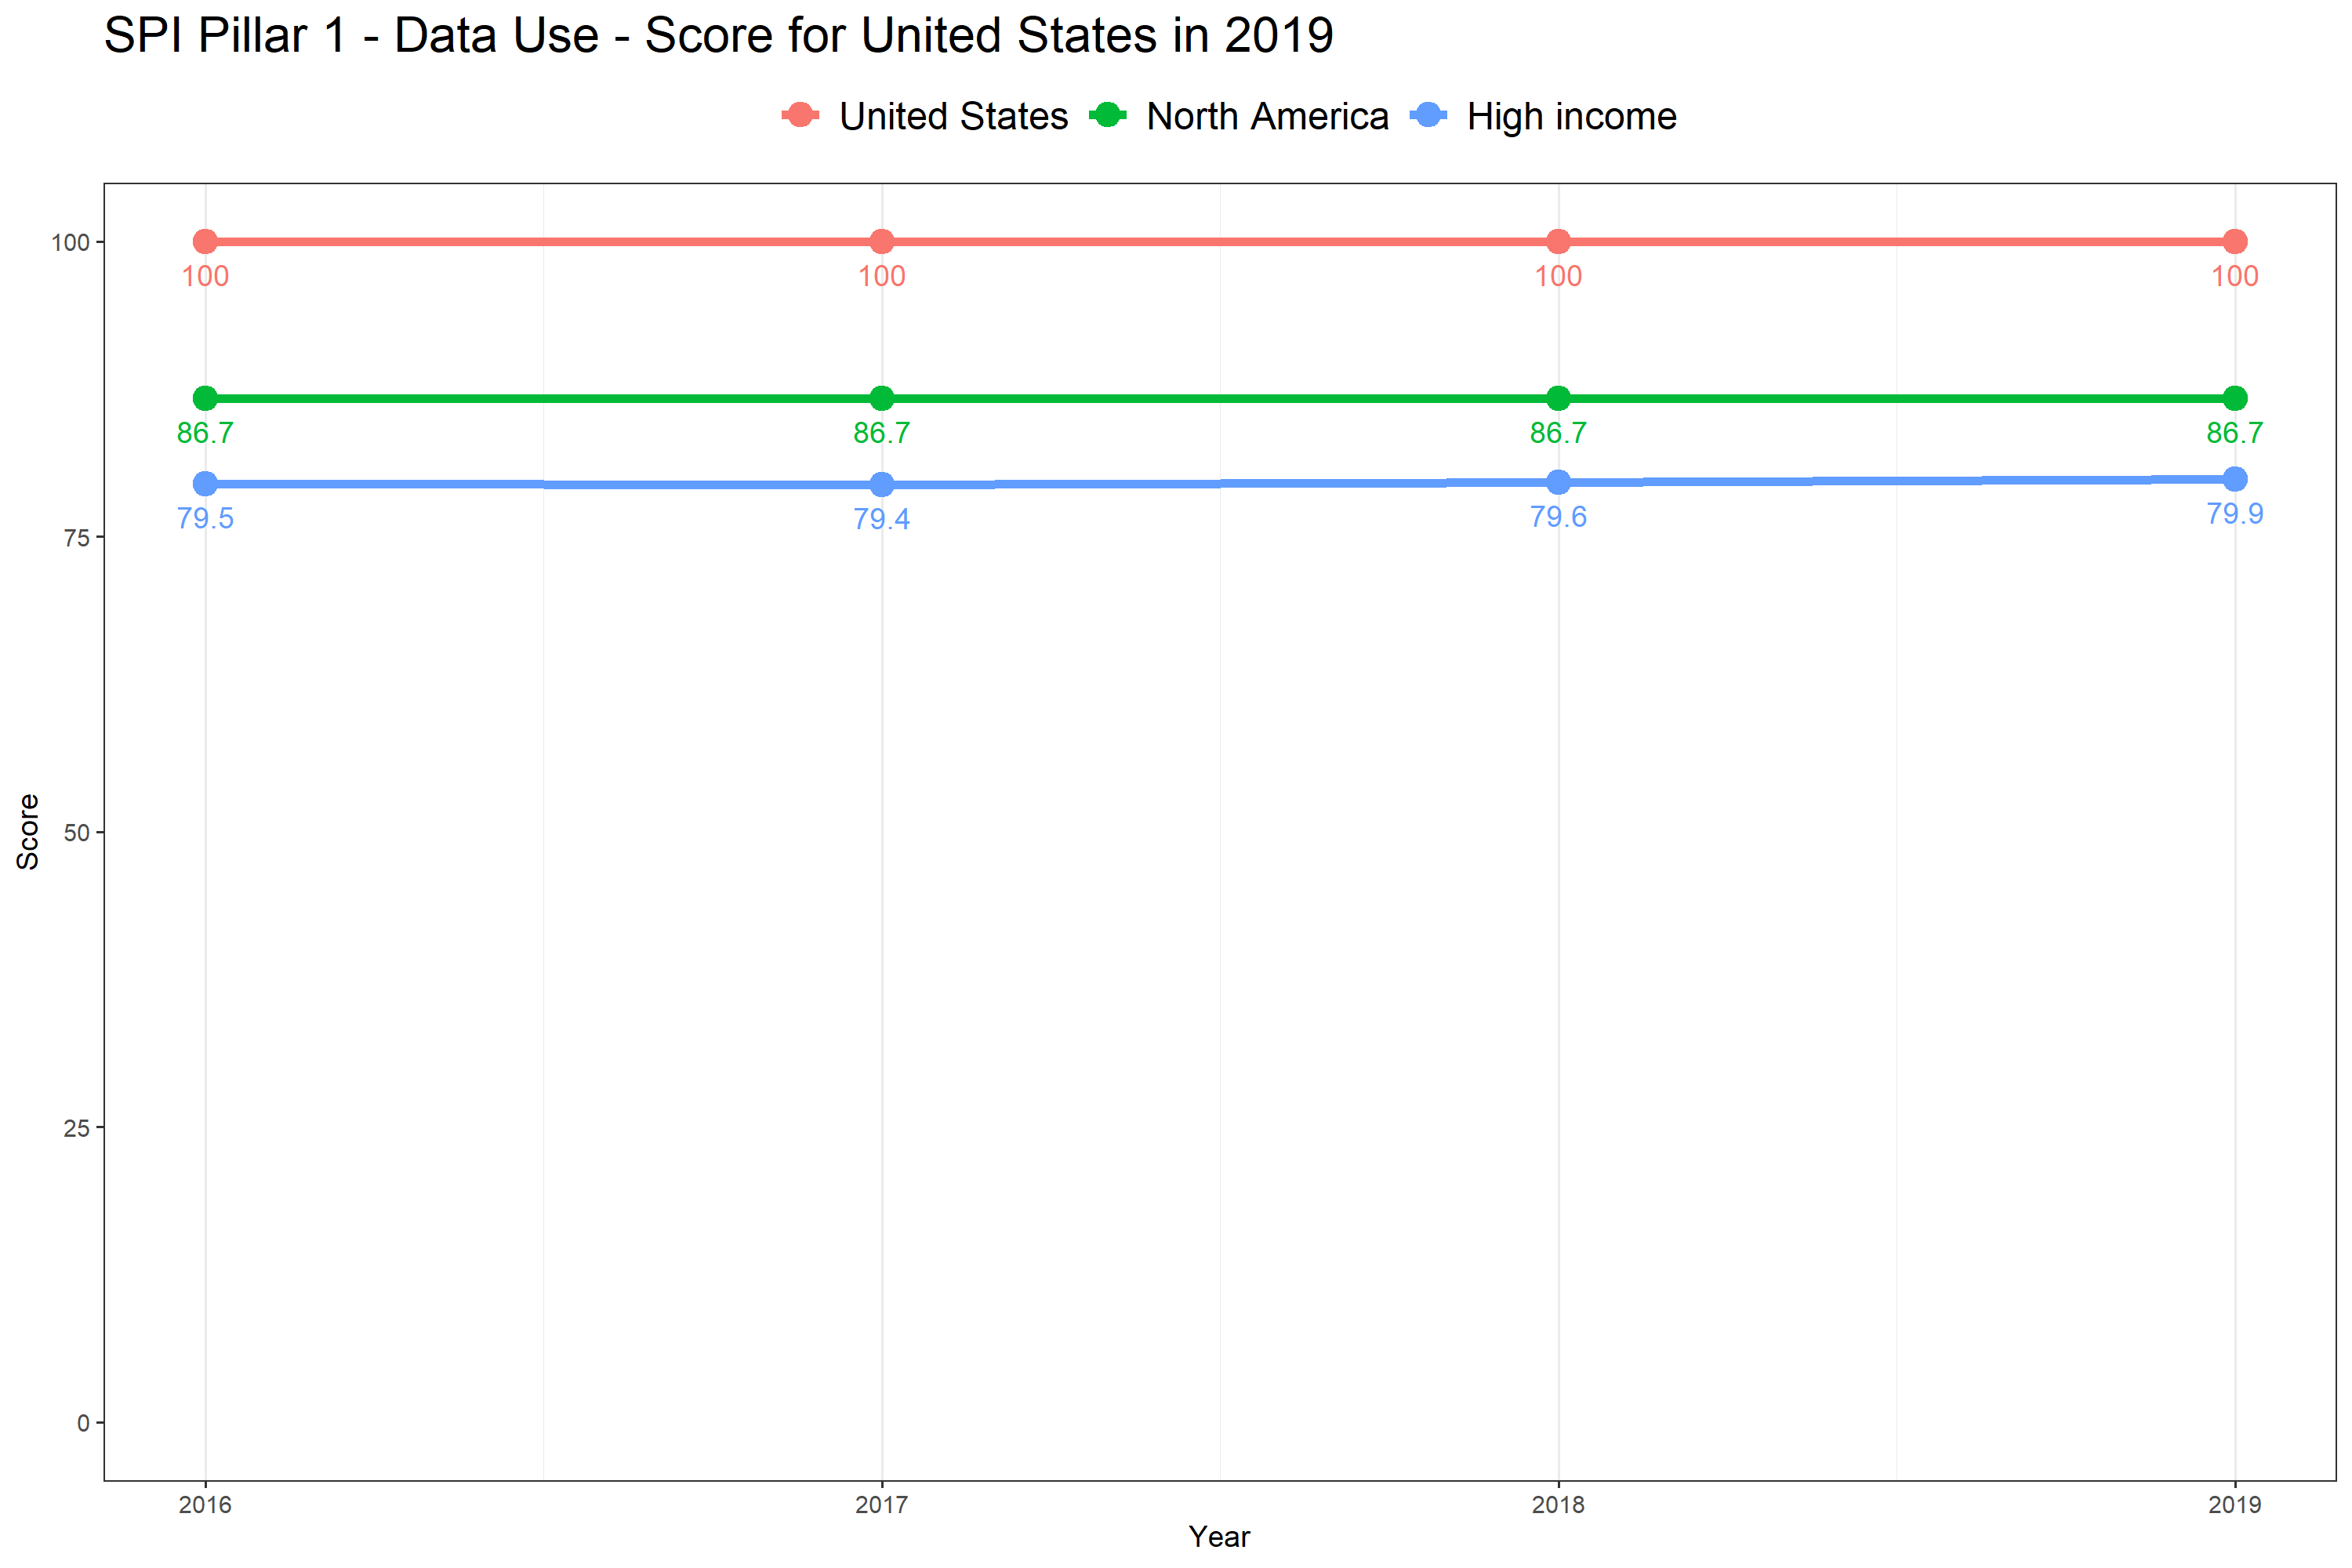 SPI Pillar 1 - Data Use - Score for United States in 2019
United States North America High income
100
100 100 100 100
86.7 86.7 86.7 86.7
79.5 79.4 79.6 79.9
75
50
Score
25
0
2016 2017 2018 2019
Year